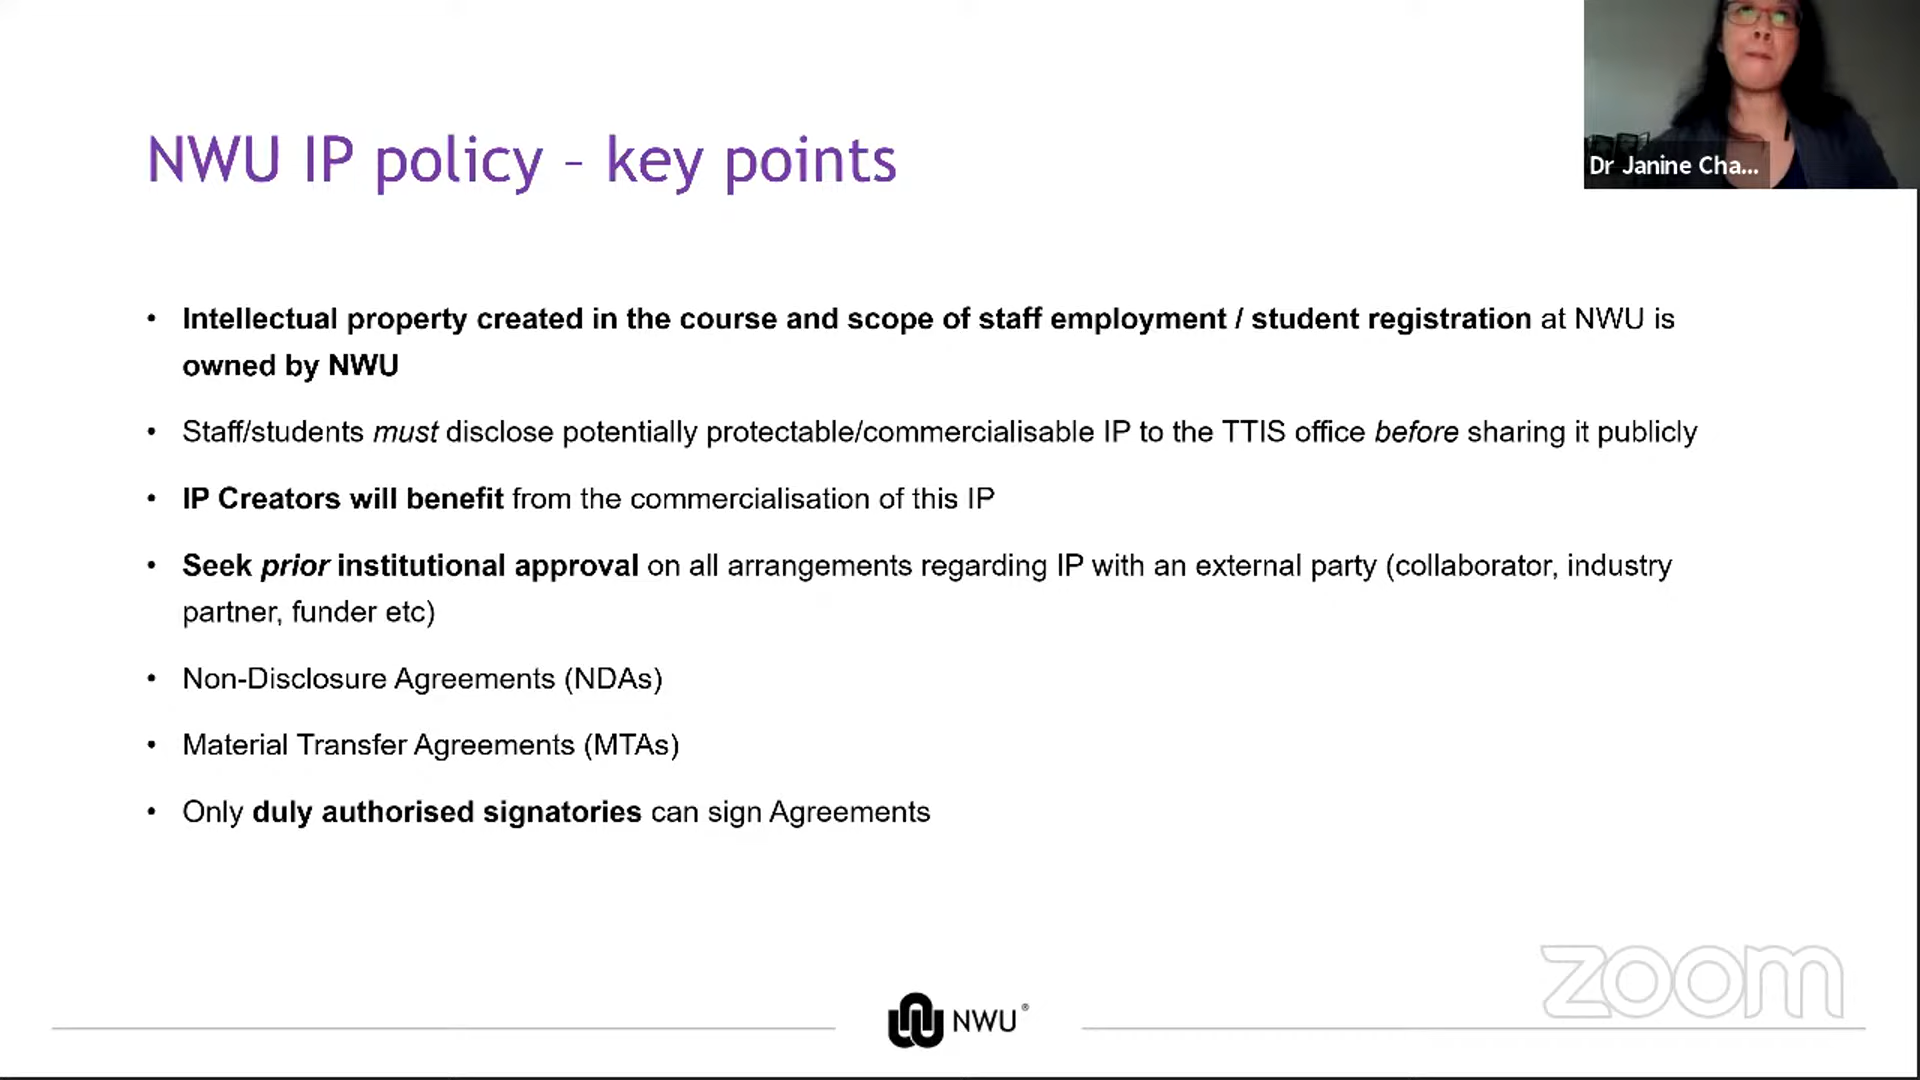 Dr Janine Cha...
NWU IP policy – key points
• Intellectual property created in the course and scope of staff employment / student registration at NWU is
owned by NWU
• Staff/students must disclose potentially protectable/commercialisable IP to the TTIS office before sharing it publicly
• IP Creators will benefit from the commercialisation of this IP
• Seek prior institutional approval on all arrangements regarding IP with an external party (collaborator, industry
partner, funder etc)
• Non-Disclosure Agreements (NDAs)
• Material Transfer Agreements (MTAs)
• Only duly authorised signatories can sign Agreements
zoom
NWU®